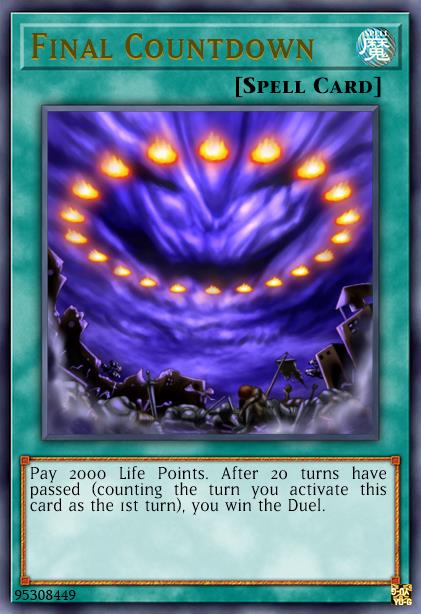 FINAL COUNTDOWN
SPELL
魔
[SPELL CARD]
Pay 2000 Life Points. After 20 turns have
passed (counting the turn you activate this
card as the 1st turn), you win the Duel.
95308449